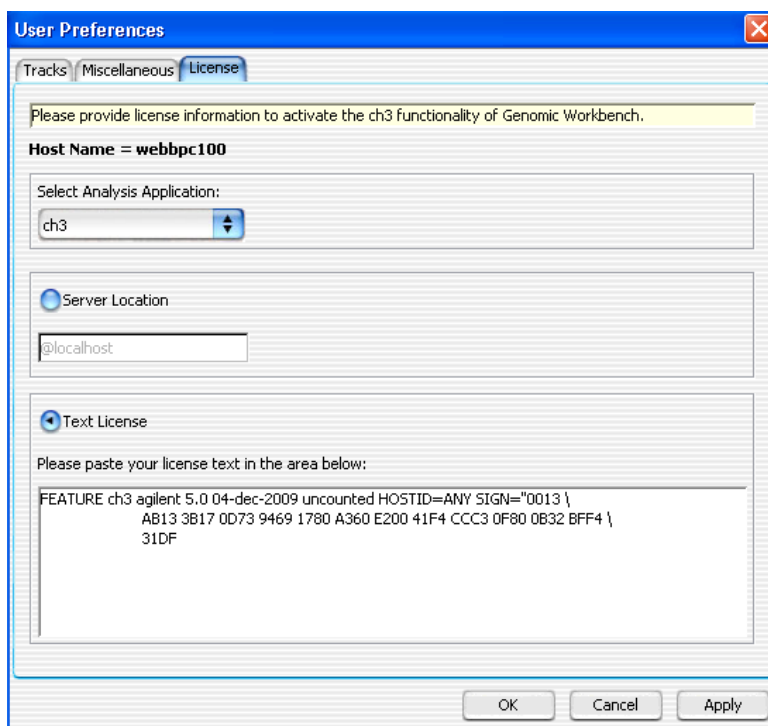 User Preferences
Tracks Miscellaneous License
Please provide license information to activate the ch3 functionality of Genomic Workbench.
Host Name = webbpc100
Select Analysis Application:
ch3
Server Location
@localhost
Text License
Please paste your license text in the area below:
FEATURE ch3 agilent 5.0 04-dec-2009 uncounted HOSTID=ANY SIGN="0013 \
AB13 3B17 0D73 9469 1780 A360 E200 41F4 CCC3 0F80 0B32 BFF4 \
31DF
OK Cancel Apply